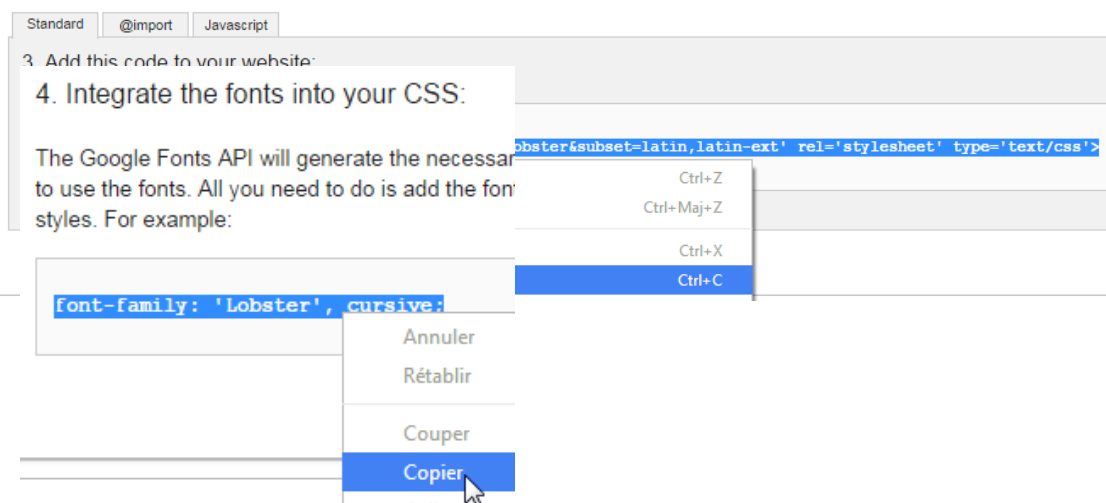 Standard
@import
Javascript
3. Add this code to your website:
obster&subset=latin,latin-ext' rel='stylesheet' type='text/css'>
Ctrl+Z
Ctrl+Maj+Z
Ctrl+X
Ctrl+C
4. Integrate the fonts into your CSS:
The Google Fonts API will generate the necessar
to use the fonts. All you need to do is add the font
styles. For example:
font-family: 'Lobster', cursive;
Annuler
Rétablir
Couper
Copier